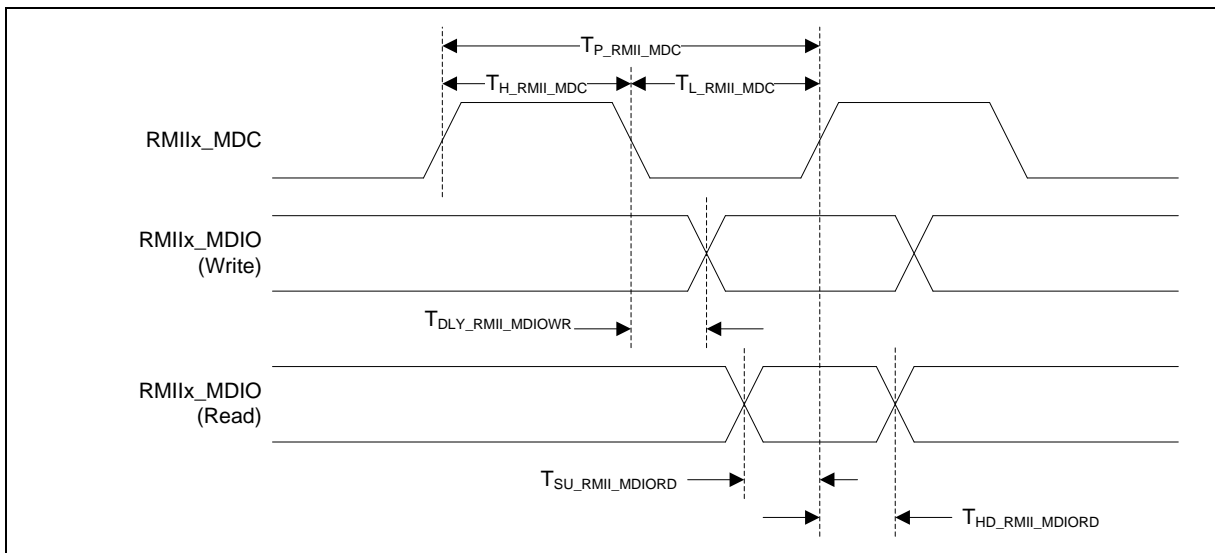 T_P_RMII_MDC
T_H_RMII_MDC T_L_RMII_MDC
RMIIx_MDC
RMIIx_MDIO
(Write)
T_DLY_RMII_MDIOWR
RMIIx_MDIO
(Read)
T_SU_RMII_MDIORD
T_HD_RMII_MDIORD